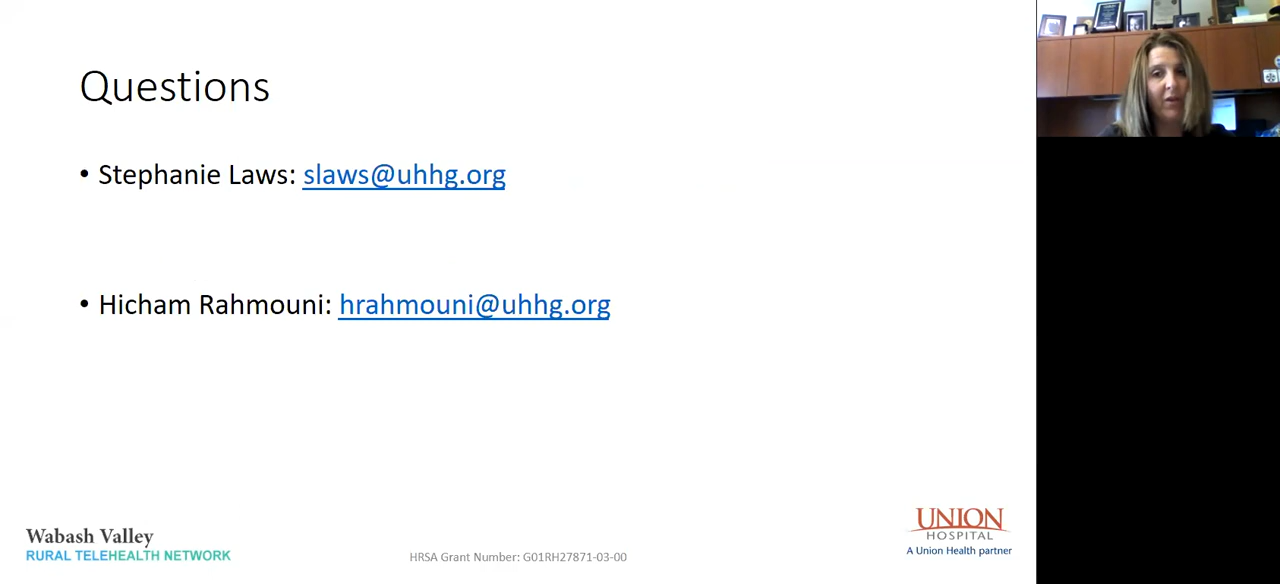 Questions
• Stephanie Laws: slaws@uhhg.org
• Hicham Rahmouni: hrahmouni@uhhg.org
Wabash Valley
RURAL TELEHEALTH NETWORK
HRSA Grant Number: G01RH27871-03-00
UNION
HOSPITAL
A Union Health partner